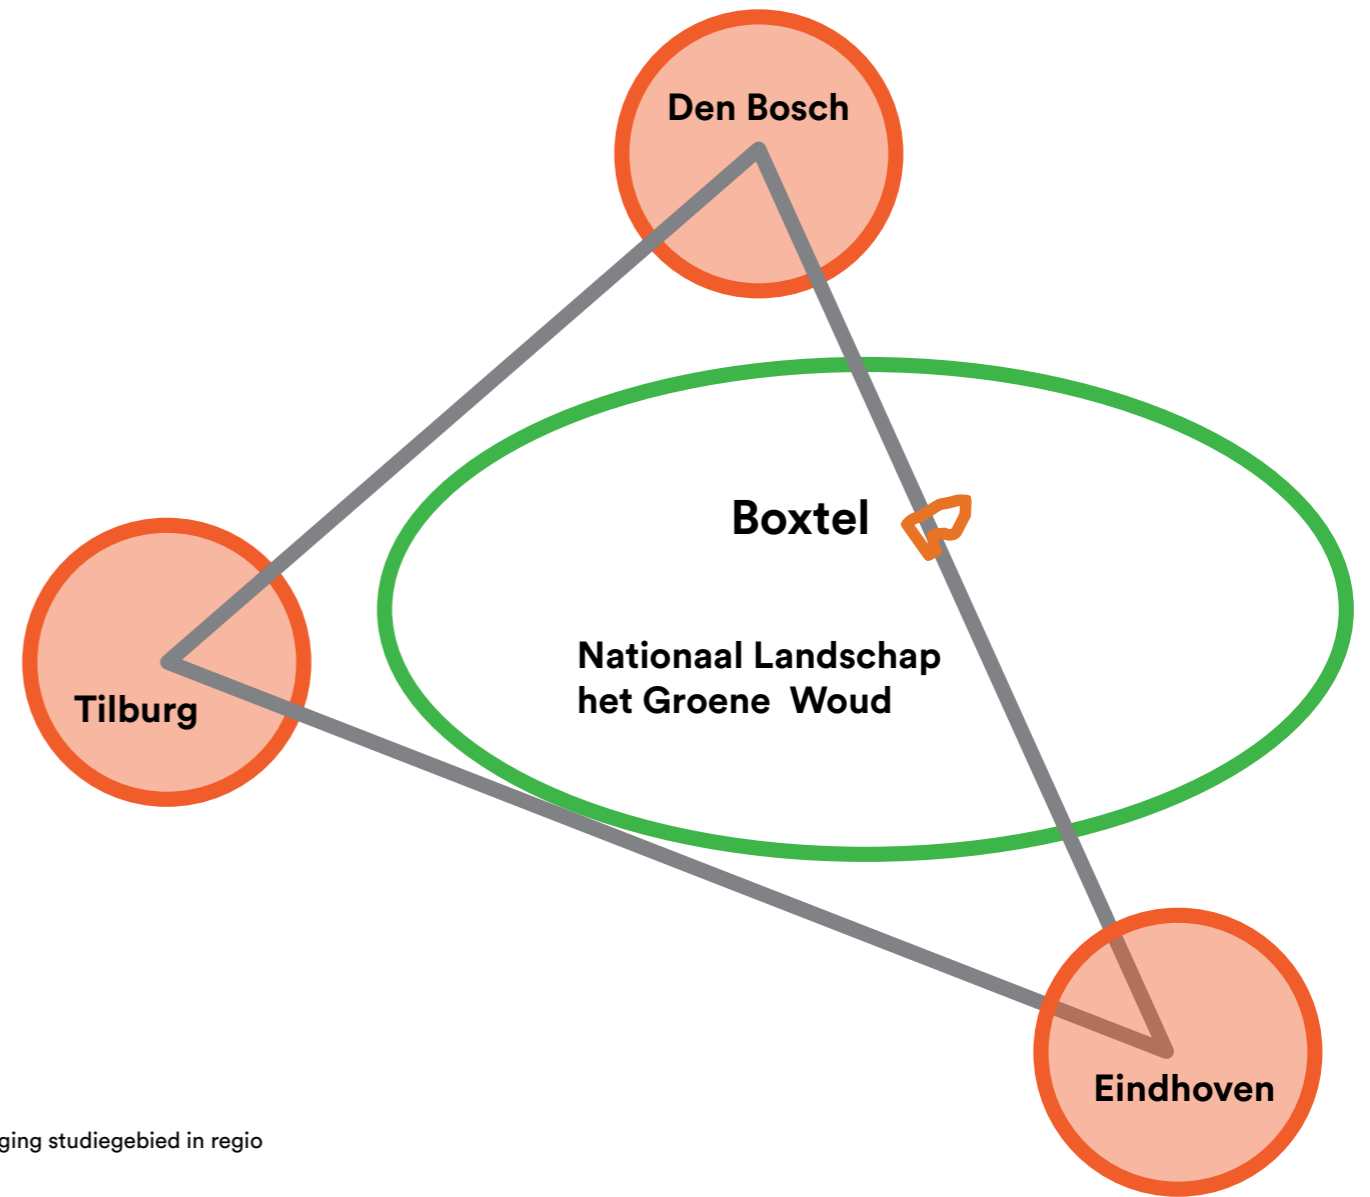 Den Bosch
Boxtel
Nationaal Landschap
het Groene Woud
Tilburg
Eindhoven
ging studiegebied in regio